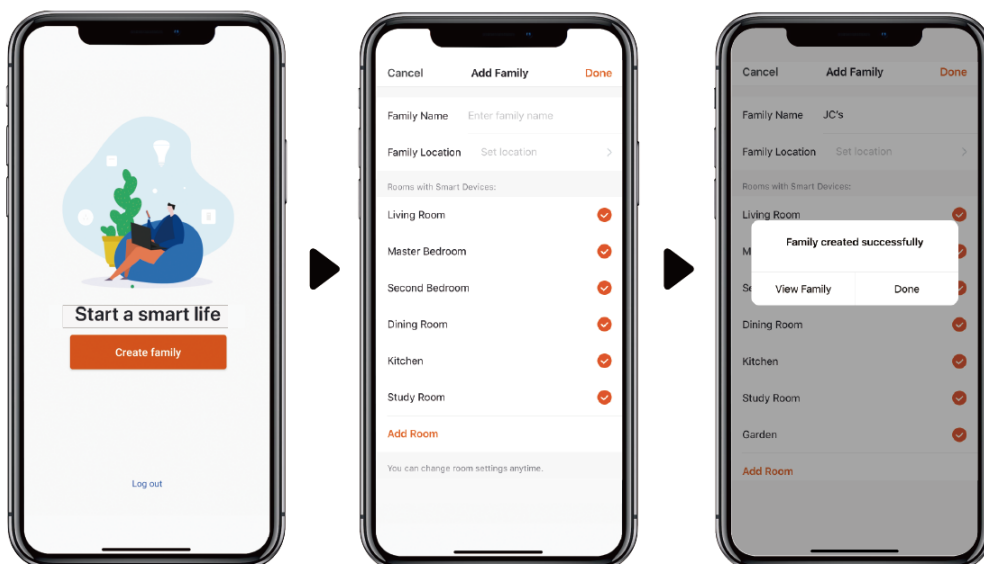 Start a smart life
Create family
Log out
Cancel Add Family Done
Family Name Enter family name
Family Location Set location
Rooms with Smart Devices:
Living Room
Master Bedroom
Second Bedroom
Dining Room
Kitchen
Study Room
Add Room
You can change room settings anytime.
Cancel Add Family Done
Family Name JC's
Family Location Set location
Rooms with Smart Devices:
Living Room
M
Family created successfully
Se
View Family Done
Dining Room
Kitchen
Study Room
Garden
Add Room